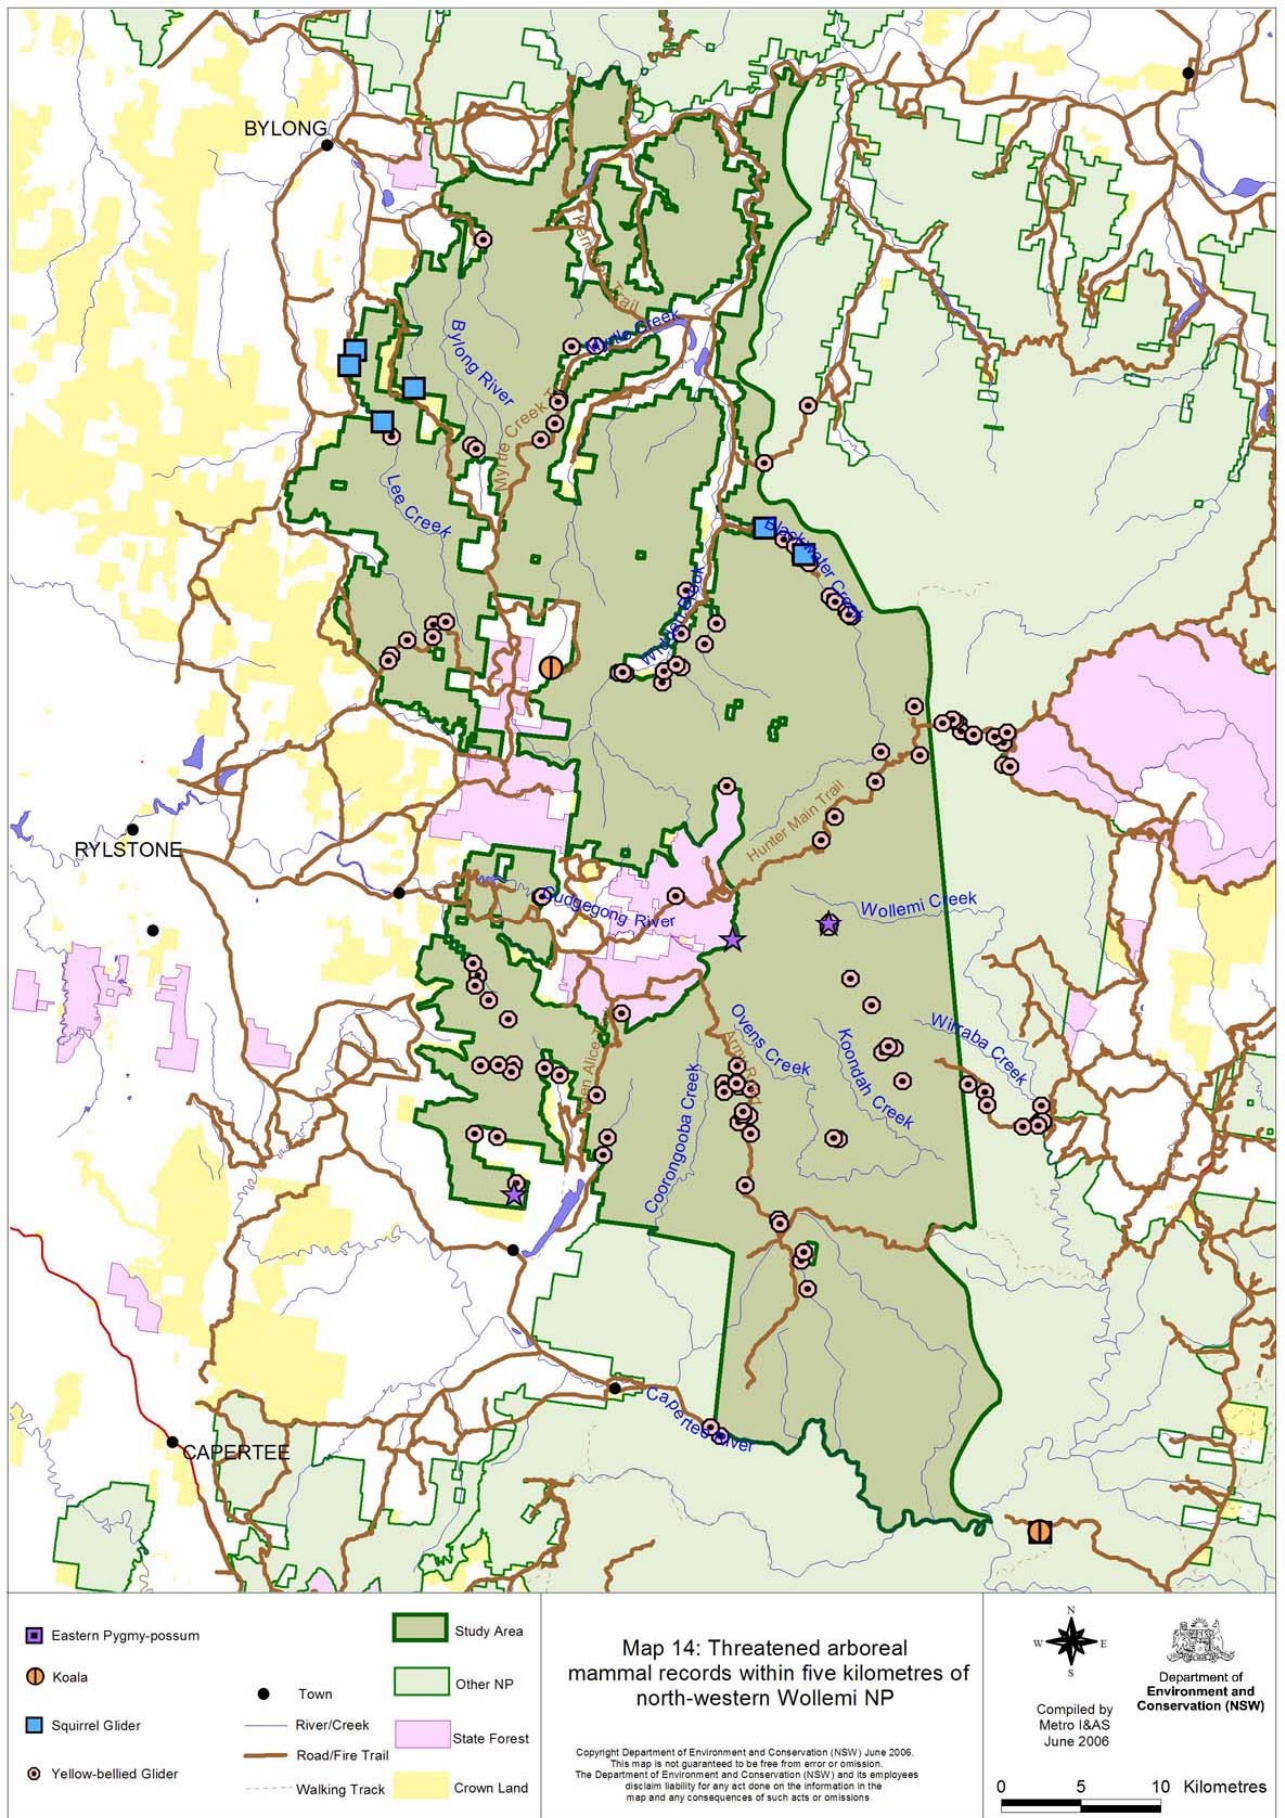 BYLONG
Kerrabee Trail
Myrtle Creek
Bylong River
Myrtle Creek
Lee Creek
Blackwater Creek
Widden Brook
RYLSTONE
Hunter Main Trail
Cudgegong River
Wollemi Creek
Glen Alice
Army Road
Ovens Creek
Koondah Creek
Wirraba Creek
Coorongooba Creek
Capertee River
CAPERTEE
Eastern Pygmy-possum
Koala
Squirrel Glider
Yellow-bellied Glider
Town
River/Creek
Road/Fire Trail
Walking Track
Study Area
Other NP
State Forest
Crown Land
Map 14: Threatened arboreal
mammal records within five kilometres of
north-western Wollemi NP
Copyright Department of Environment and Conservation (NSW) June 2006.
This map is not guaranteed to be free from error or omission.
The Department of Environment and Conservation (NSW) and its employees
disclaim liability for any act done on the information in the
map and any consequences of such acts or omissions
N
W E
S
Compiled by
Metro I&AS
June 2006
Department of
Environment and
Conservation (NSW)
0 5 10 Kilometres